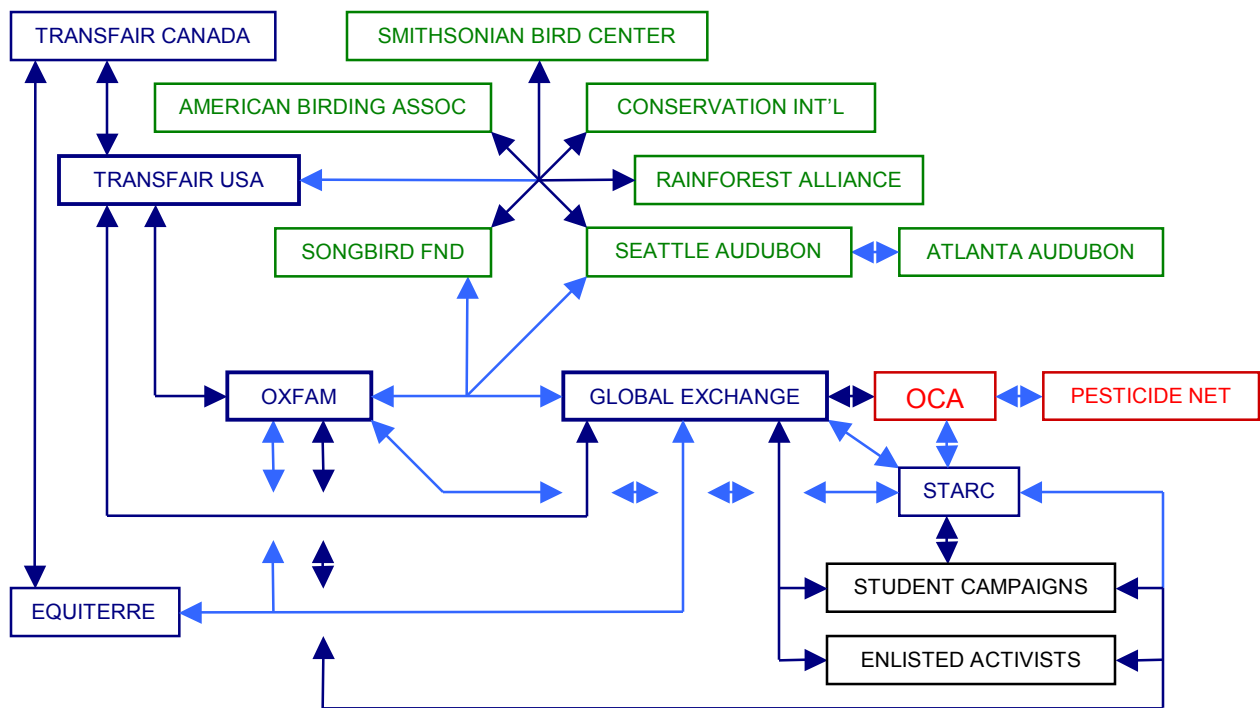 TRANSFAIR CANADA
SMITHSONIAN BIRD CENTER
AMERICAN BIRDING ASSOC
CONSERVATION INT’L
TRANSFAIR USA
RAINFOREST ALLIANCE
SONGBIRD FND
SEATTLE AUDUBON
ATLANTA AUDUBON
OXFAM
GLOBAL EXCHANGE
OCA
PESTICIDE NET
STARC
STUDENT CAMPAIGNS
EQUITERRE
ENLISTED ACTIVISTS